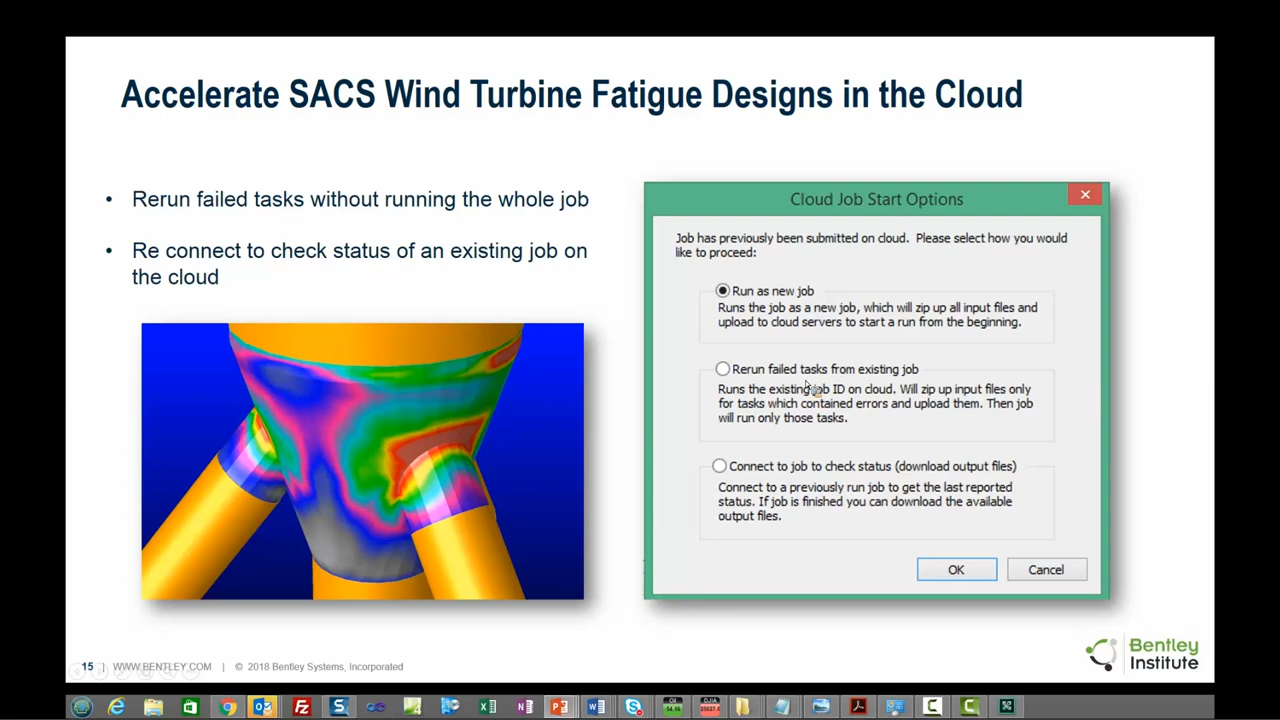 Accelerate SACS Wind Turbine Fatigue Designs in the Cloud
• Rerun failed tasks without running the whole job
• Re connect to check status of an existing job on
the cloud
Cloud Job Start Options
Job has previously been submitted on cloud. Please select how you would
like to proceed:
Run as new job
Runs the job as a new job, which will zip up all input files and
upload to cloud servers to start a run from the beginning.
Rerun failed tasks from existing job
Runs the existing job ID on cloud. Will zip up input files only
for tasks which contained errors and upload them. Then job
will run only those tasks.
Connect to job to check status (download output files)
Connect to a previously run job to get the last reported
status. If job is finished you can download the available
output files.
OK
Cancel
15 | WWW.BENTLEY.COM | © 2018 Bentley Systems, Incorporated
Bentley
Institute